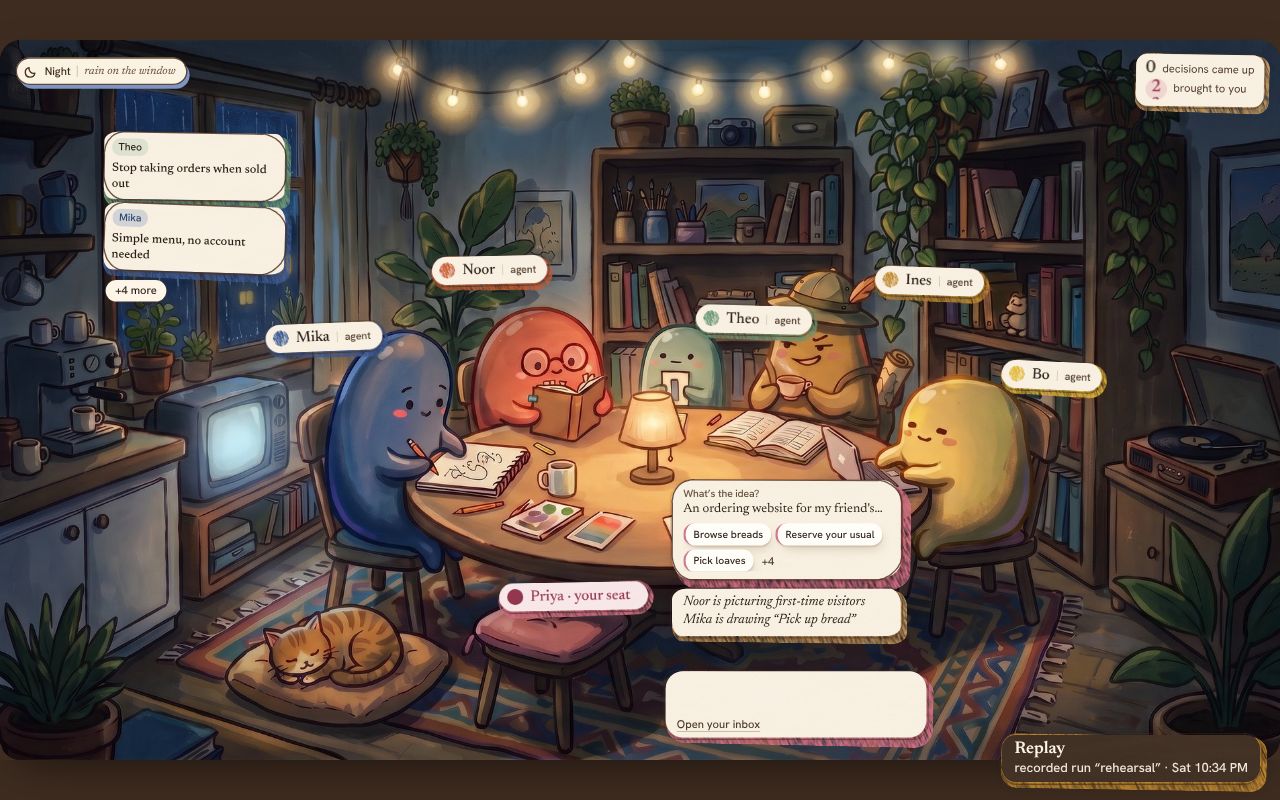 Night | rain on the window
0 decisions came up
2 brought to you
Theo
Stop taking orders when sold
out
Mika
Simple menu, no account
needed
+4 more
Noor | agent
Ines | agent
Theo | agent
Mika | agent
Bo | agent
What's the idea?
An ordering website for my friend's...
Browse breads
Reserve your usual
Pick loaves
+4
Priya · your seat
Noor is picturing first-time visitors
Mika is drawing “Pick up bread”
Open your inbox
Replay
recorded run “rehearsal” · Sat 10:34 PM